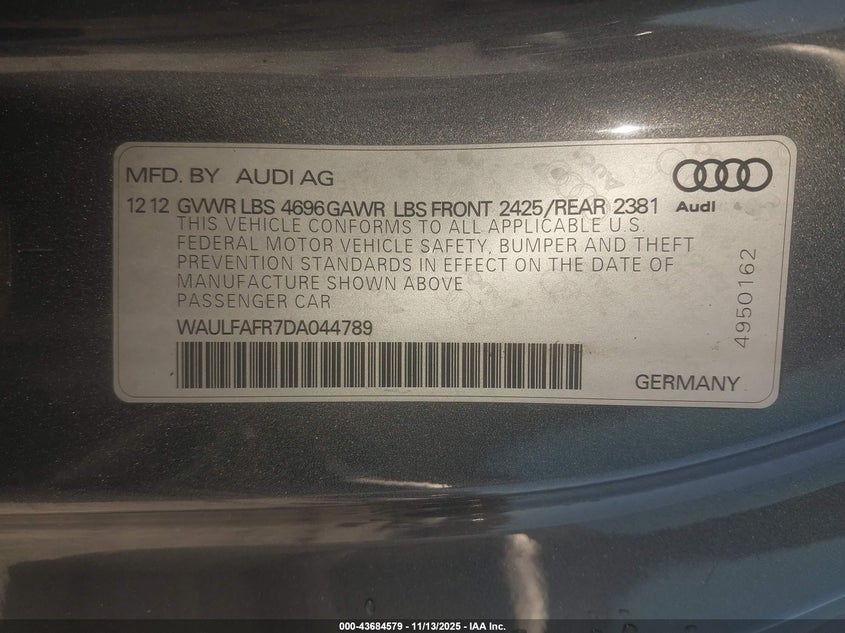 MFD. BY AUDI AG
12 12 GVWR LBS 4696 GAWR LBS FRONT 2425/REAR 2381
Audi
THIS VEHICLE CONFORMS TO ALL APPLICABLE U.S.
FEDERAL MOTOR VEHICLE SAFETY, BUMPER AND THEFT
PREVENTION STANDARDS IN EFFECT ON THE DATE OF
MANUFACTURE SHOWN ABOVE
PASSENGER CAR
WAULFAFR7DA044789
4950162
GERMANY
000-43684579 - 11/13/2025 - IAA Inc.